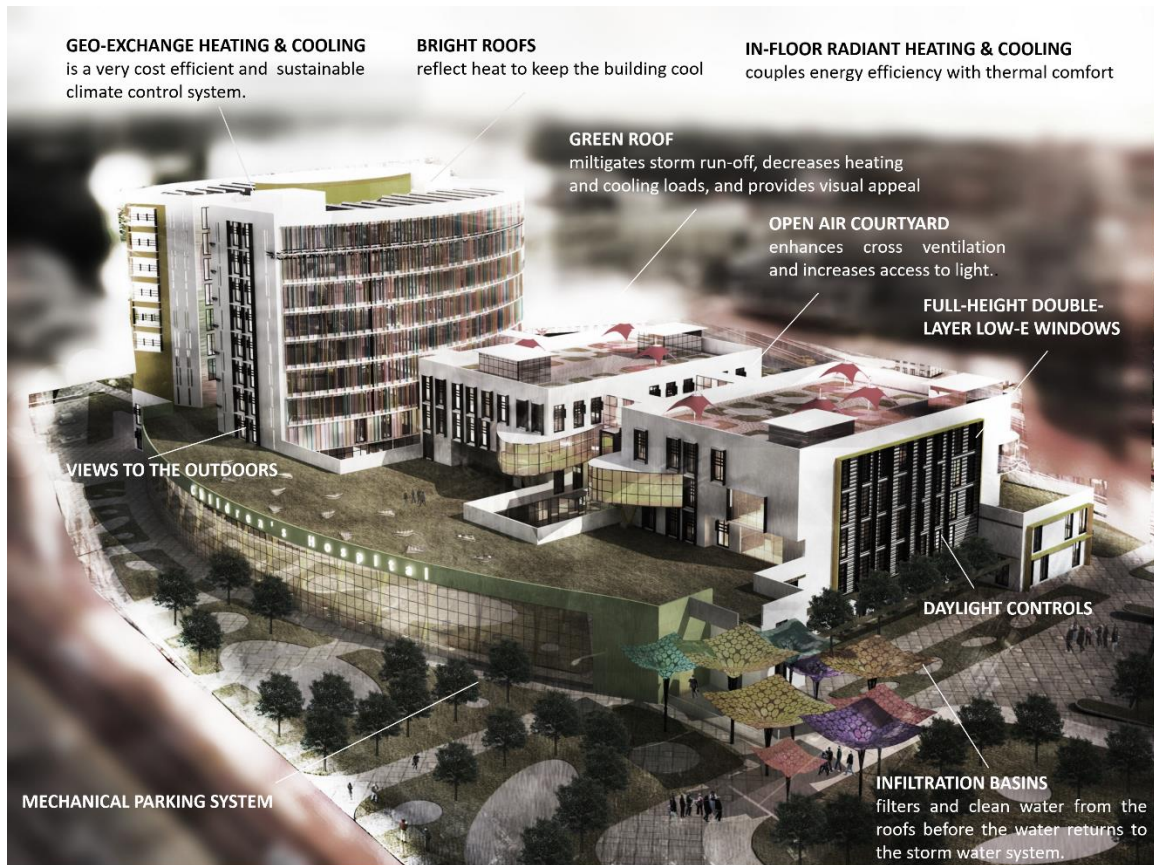 GEO-EXCHANGE HEATING & COOLING
is a very cost efficient and sustainable
climate control system.
BRIGHT ROOFS
reflect heat to keep the building cool
IN-FLOOR RADIANT HEATING & COOLING
couples energy efficiency with thermal comfort
GREEN ROOF
miltigates storm run-off, decreases heating
and cooling loads, and provides visual appeal
OPEN AIR COURTYARD
enhances cross ventilation
and increases access to light..
FULL-HEIGHT DOUBLE-
LAYER LOW-E WINDOWS
VIEWS TO THE OUTDOORS
Children's Hospital
DAYLIGHT CONTROLS
MECHANICAL PARKING SYSTEM
INFILTRATION BASINS
filters and clean water from the
roofs before the water returns to
the storm water system.